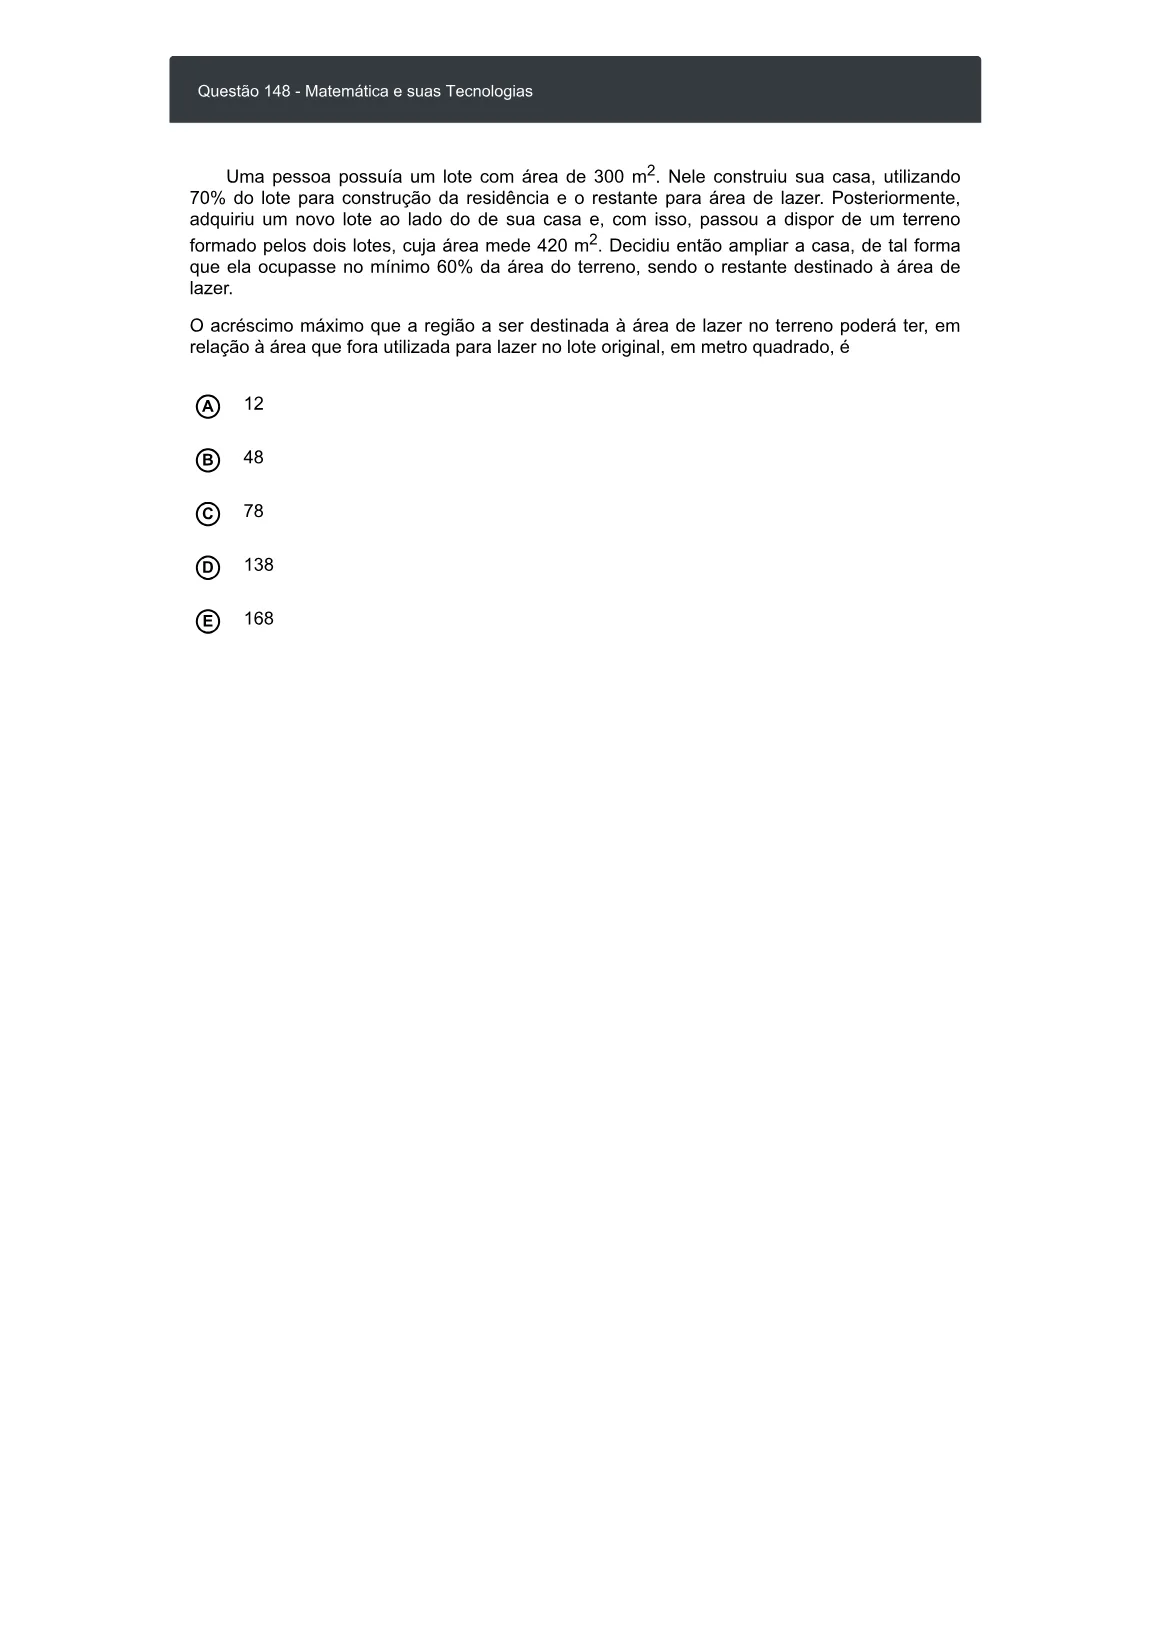 Questão 148 - Matemática e suas Tecnologias
Uma pessoa possuía um lote com área de 300 m². Nele construiu sua casa, utilizando
70% do lote para construção da residência e o restante para área de lazer. Posteriormente,
adquiriu um novo lote ao lado do de sua casa e, com isso, passou a dispor de um terreno
formado pelos dois lotes, cuja área mede 420 m². Decidiu então ampliar a casa, de tal forma
que ela ocupasse no mínimo 60% da área do terreno, sendo o restante destinado à área de
lazer.
O acréscimo máximo que a região a ser destinada à área de lazer no terreno poderá ter, em
relação à área que fora utilizada para lazer no lote original, em metro quadrado, é
A 12
B 48
C 78
D 138
E 168